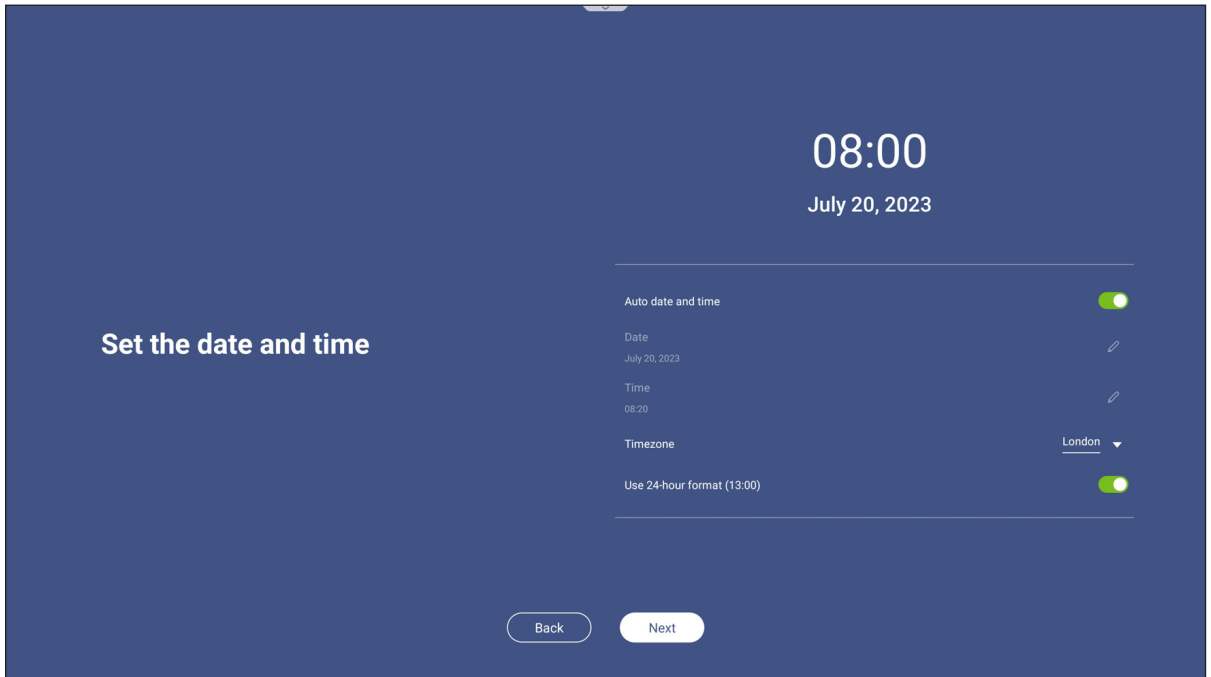 Set the date and time
08:00
July 20, 2023
Auto date and time
Date
July 20, 2023
Time
08:20
Timezone
London
Use 24-hour format (13:00)
Back
Next